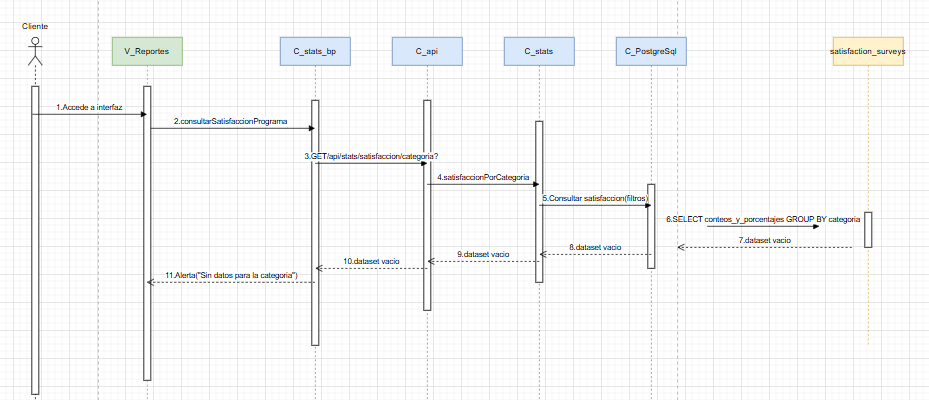 Cliente
V_Reportes
C_stats_bp
C_api
C_stats
C_PostgreSql
satisfaction_surveys
1.Accede a interfaz
2.consultarSatisfaccionPrograma
3.GET/api/stats/satisfaccion/categoria?
4.satisfaccionPorCategoria
5.Consultar satisfaccion(filtros)
6.SELECT conteos_y_porcentajes GROUP BY categoria
7.dataset vacio
8.dataset vacio
9.dataset vacio
10.dataset vacio
11.Alerta("Sin datos para la categoria")